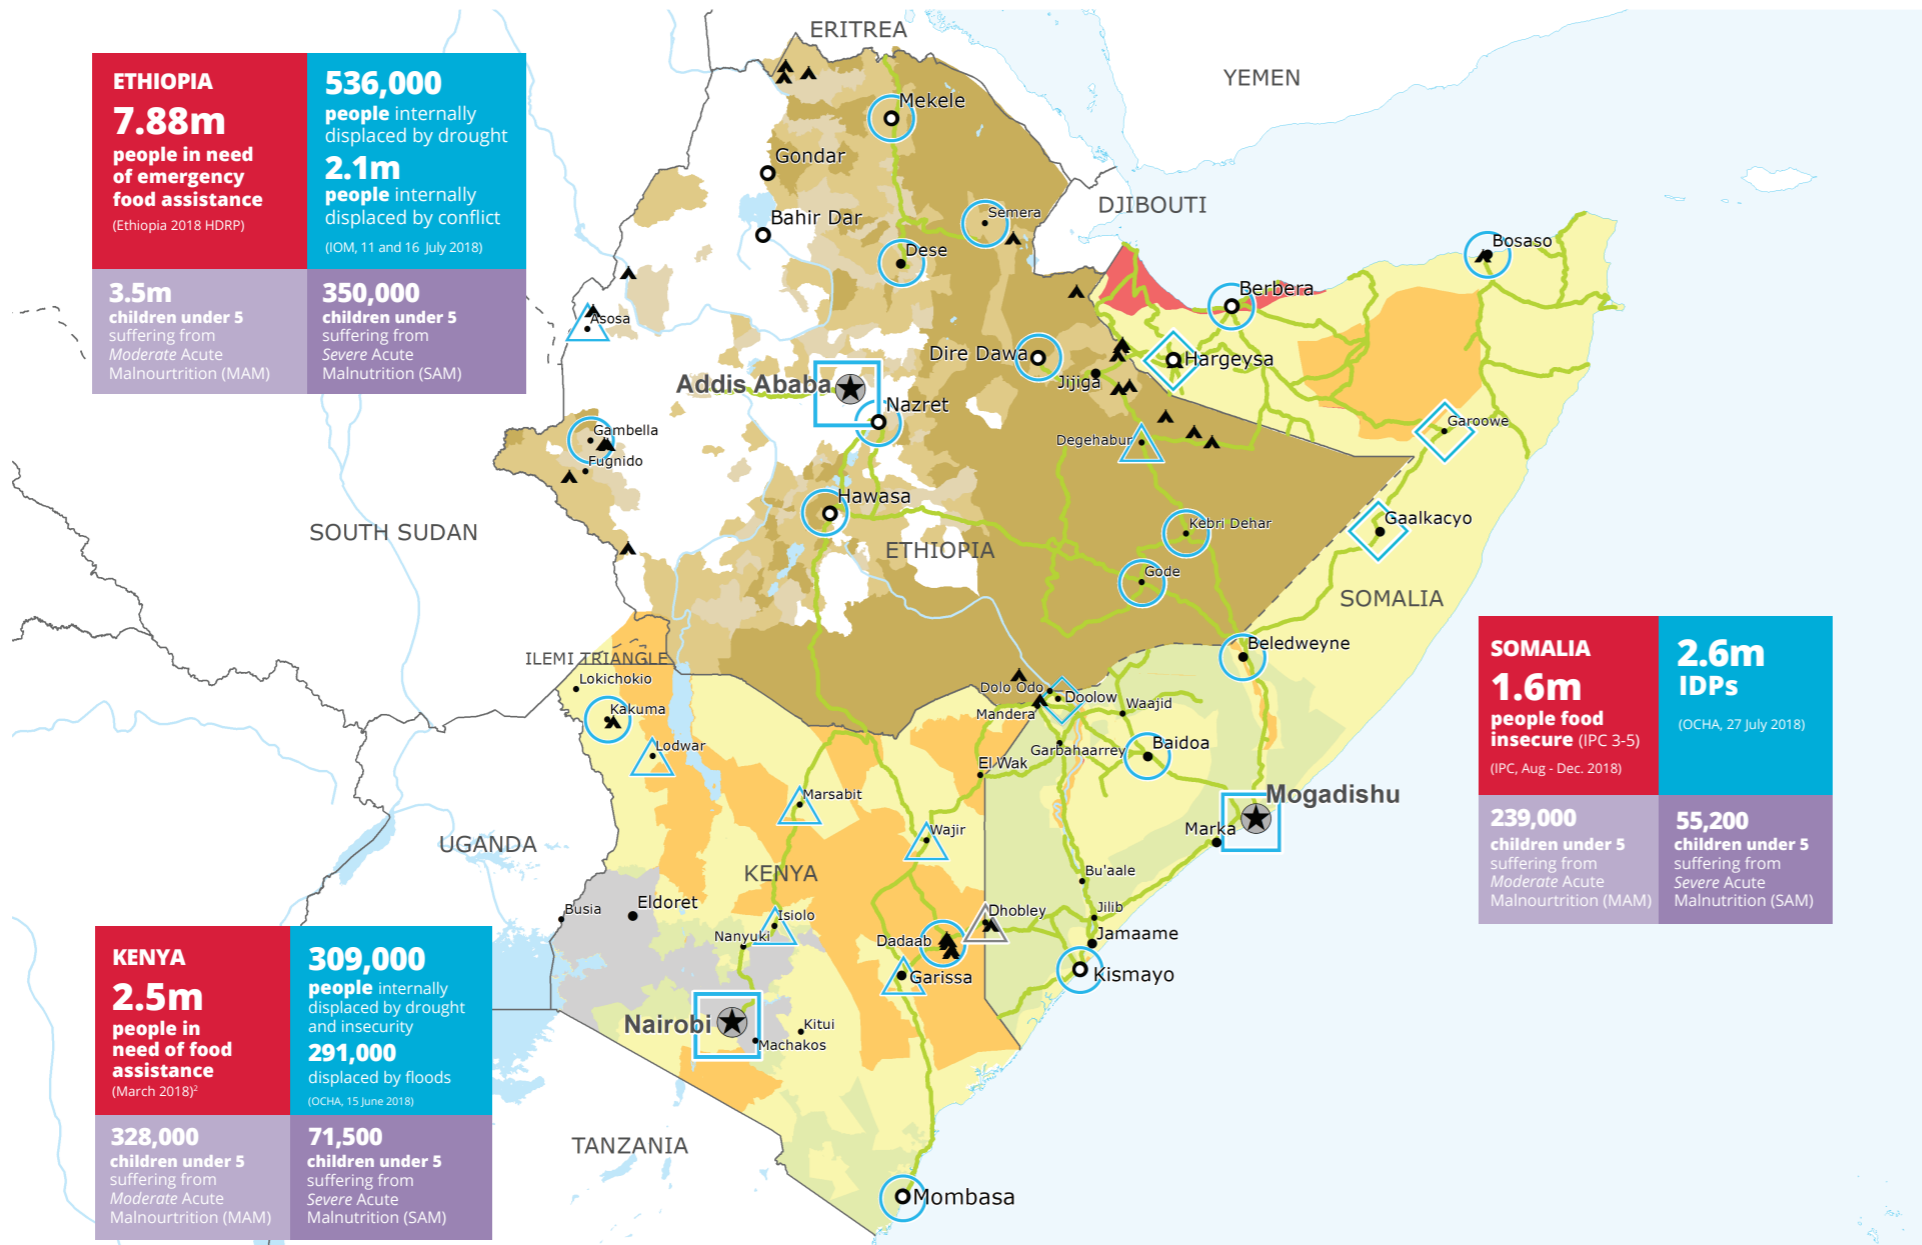 ERITREA
YEMEN
ETHIOPIA
7.88m
people in need
of emergency
food assistance
(Ethiopia 2018 HDRP)
536,000
people internally
displaced by drought
2.1m
people internally
displaced by conflict
(IOM, 11 and 16 July 2018)
3.5m
children under 5
suffering from
Moderate Acute
Malnourtrition (MAM)
350,000
children under 5
suffering from
Severe Acute
Malnutrition (SAM)
Mekele
Gondar
Bahir Dar
Semera
DJIBOUTI
Dese
Bosaso
Berbera
Asosa
Dire Dawa
Hargeysa
Jijiga
Addis Ababa
Nazret
Garoowe
Gambella
Degehabur
Fugnido
Hawasa
Gaalkacyo
Kebri Dehar
SOUTH SUDAN
ETHIOPIA
Gode
SOMALIA
Beledweyne
ILEMI TRIANGLE
Lokichokio
Dolo Odo
Doolow
Waajid
Kakuma
Mandera
Lodwar
Garbahaarrey
Baidoa
El Wak
Marsabit
Mogadishu
Wajir
Marka
UGANDA
KENYA
Bu'aale
Eldoret
Busia
Isiolo
Dhobley
Jilib
Nanyuki
Dadaab
Jamaame
Garissa
Kismayo
Nairobi
Kitui
Machakos
TANZANIA
Mombasa
SOMALIA
1.6m
people food
insecure (IPC 3-5)
(IPC, Aug - Dec. 2018)
2.6m
IDPs
(OCHA, 27 July 2018)
239,000
children under 5
suffering from
Moderate Acute
Malnourtrition (MAM)
55,200
children under 5
suffering from
Severe Acute
Malnutrition (SAM)
KENYA
2.5m
people in
need of food
assistance
(March 2018)²
309,000
people internally
displaced by drought
and insecurity
291,000
displaced by floods
(OCHA, 15 June 2018)
328,000
children under 5
suffering from
Moderate Acute
Malnourtrition (MAM)
71,500
children under 5
suffering from
Severe Acute
Malnutrition (SAM)